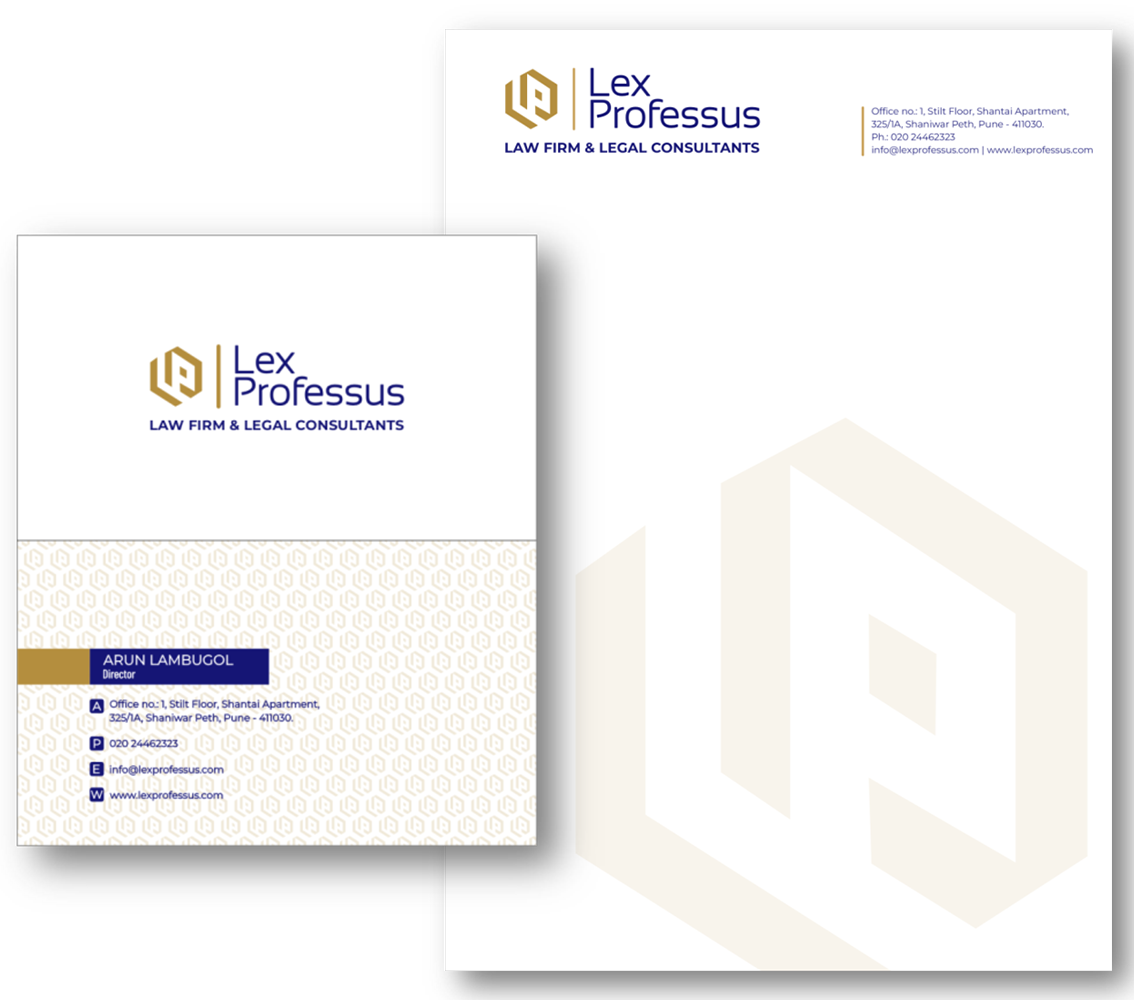 Lex
Professus
LAW FIRM & LEGAL CONSULTANTS
Office no.: 1, Stilt Floor, Shantai Apartment,
325/1A, Shaniwar Peth, Pune - 411030.
Ph.: 020 24462323
info@lexprofessus.com | www.lexprofessus.com
Lex
Professus
LAW FIRM & LEGAL CONSULTANTS
ARUN LAMBUGOL
Director
A Office no.: 1, Stilt Floor, Shantai Apartment,
325/1A, Shaniwar Peth, Pune - 411030.
P 020 24462323
E info@lexprofessus.com
W www.lexprofessus.com